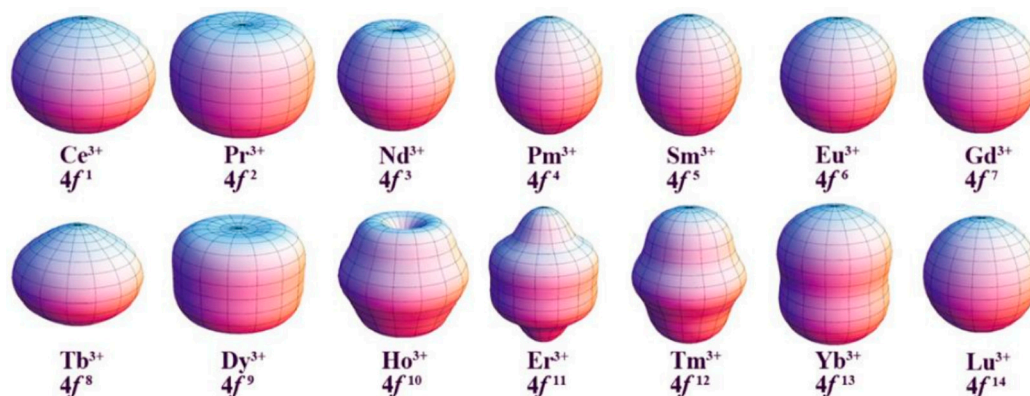 Ce³⁺ Pr³⁺ Nd³⁺ Pm³⁺ Sm³⁺ Eu³⁺ Gd³⁺
4f¹ 4f² 4f³ 4f⁴ 4f⁵ 4f⁶ 4f⁷
Tb³⁺ Dy³⁺ Ho³⁺ Er³⁺ Tm³⁺ Yb³⁺ Lu³⁺
4f⁸ 4f⁹ 4f¹⁰ 4f¹¹ 4f¹² 4f¹³ 4f¹⁴